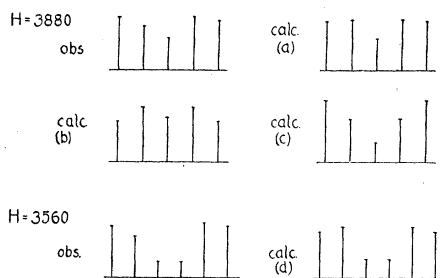 H=3880
obs
calc.
(a)
calc
(b)
calc.
(c)
H=3560
obs.
calc.
(d)